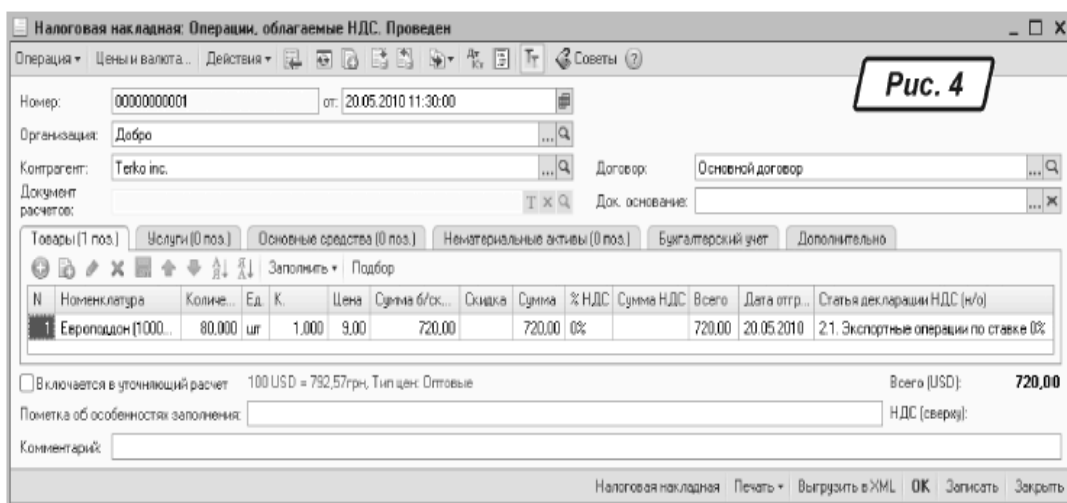 Налоговая накладная: Операции, облагаемые НДС. Проведен
Операция Цены и валюта... Действия Советы
Рис. 4
Номер: 00000000001 от: 20.05.2010 11:30:00
Организация: Добро
Контрагент: Terko inc. Договор: Основной договор
Документ расчетов: Док. основание:
Товары (1 поз.) Услуги (0 поз.) Основные средства (0 поз.) Нематериальные активы (0 поз.) Бухгалтерский учет Дополнительно
Заполнить Подбор
N Номенклатура Количе... Ед. К. Цена Сумма б/ск... Скидка Сумма % НДС Сумма НДС Всего Дата отгр... Статья декларации НДС (н/о)
1 Европоддон (1000... 80,000 шт 1,000 9,00 720,00 720,00 0% 720,00 20.05.2010 2.1. Экспортные операции по ставке 0%
Включается в уточняющий расчет 100 USD = 792,57грн, Тип цен: Оптовые Всего (USD): 720,00
Пометка об особенностях заполнения: НДС (сверху):
Комментарий:
Налоговая накладная Печать Выгрузить в XML OK Записать Закрыть